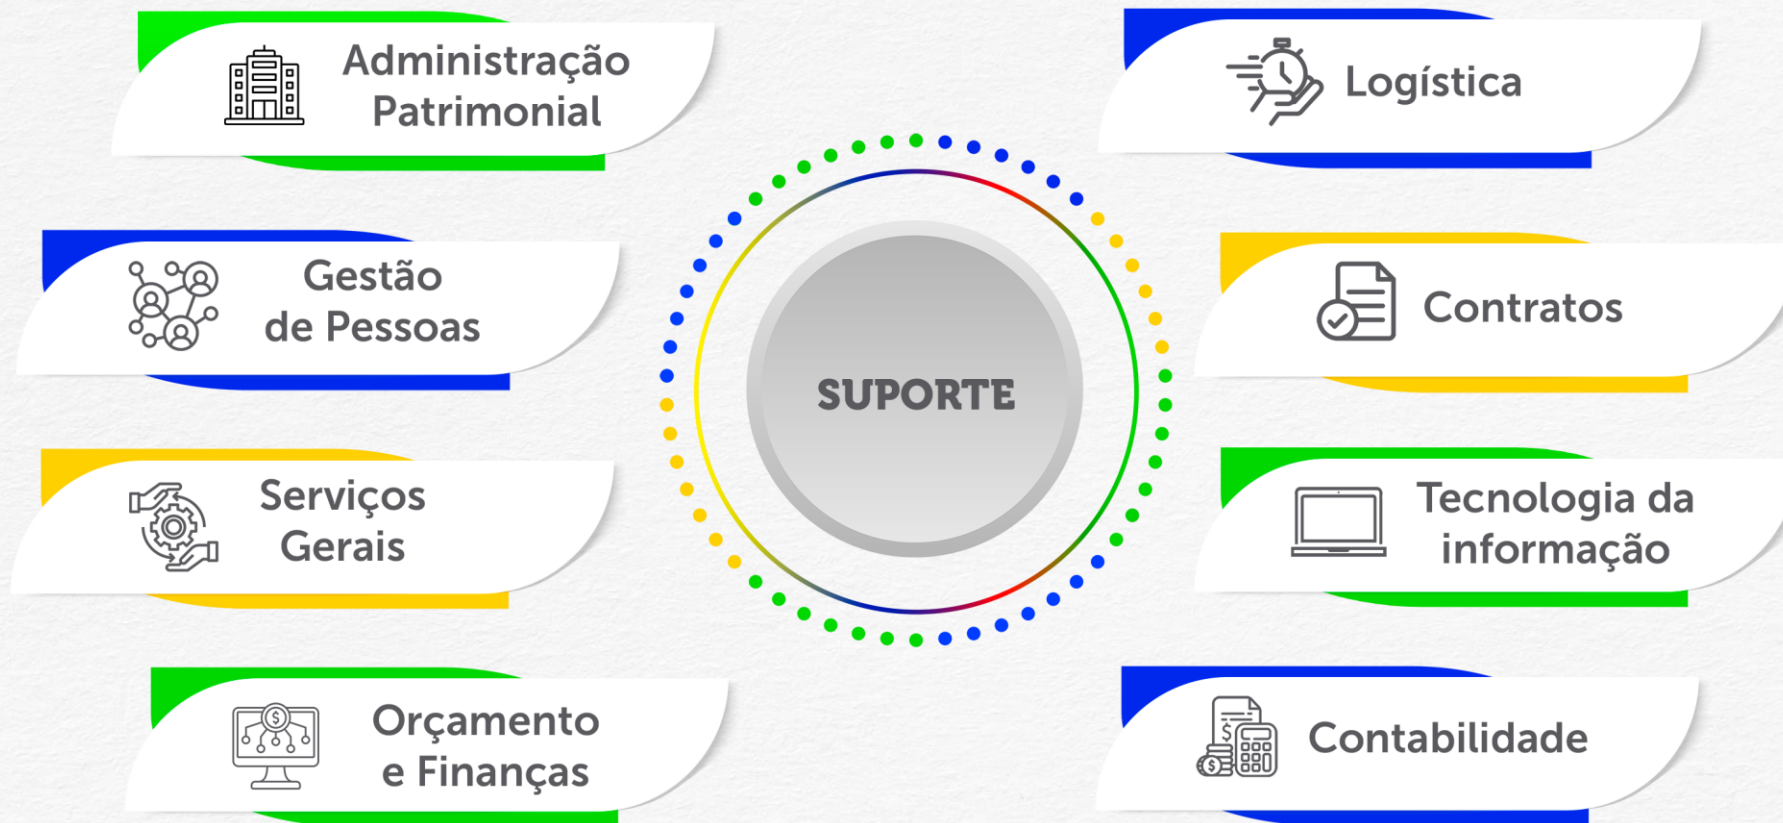 Administração
Patrimonial
Logística
Gestão
de Pessoas
Contratos
SUPORTE
Serviços
Gerais
Tecnologia da
informação
Orçamento
e Finanças
Contabilidade